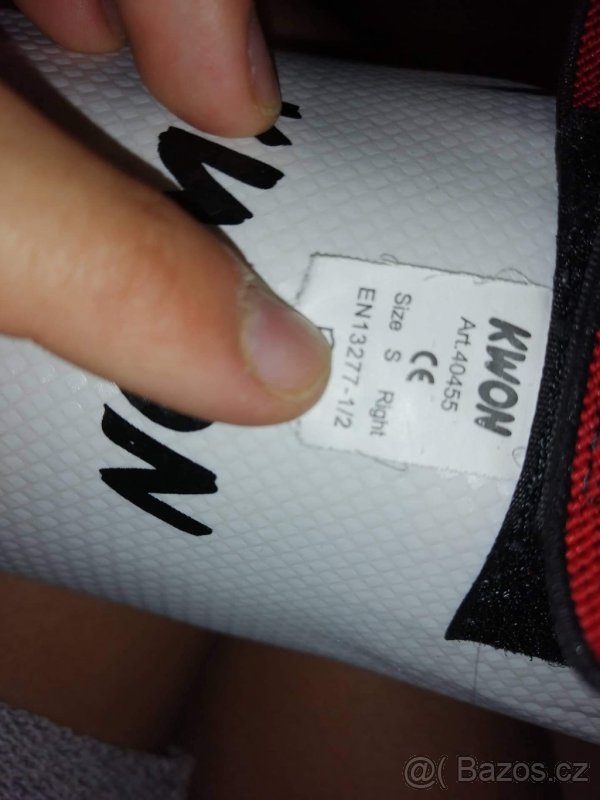 KWON
Art.40455
CE
Size S Right
EN13277-1/2
@( Bazos.cz